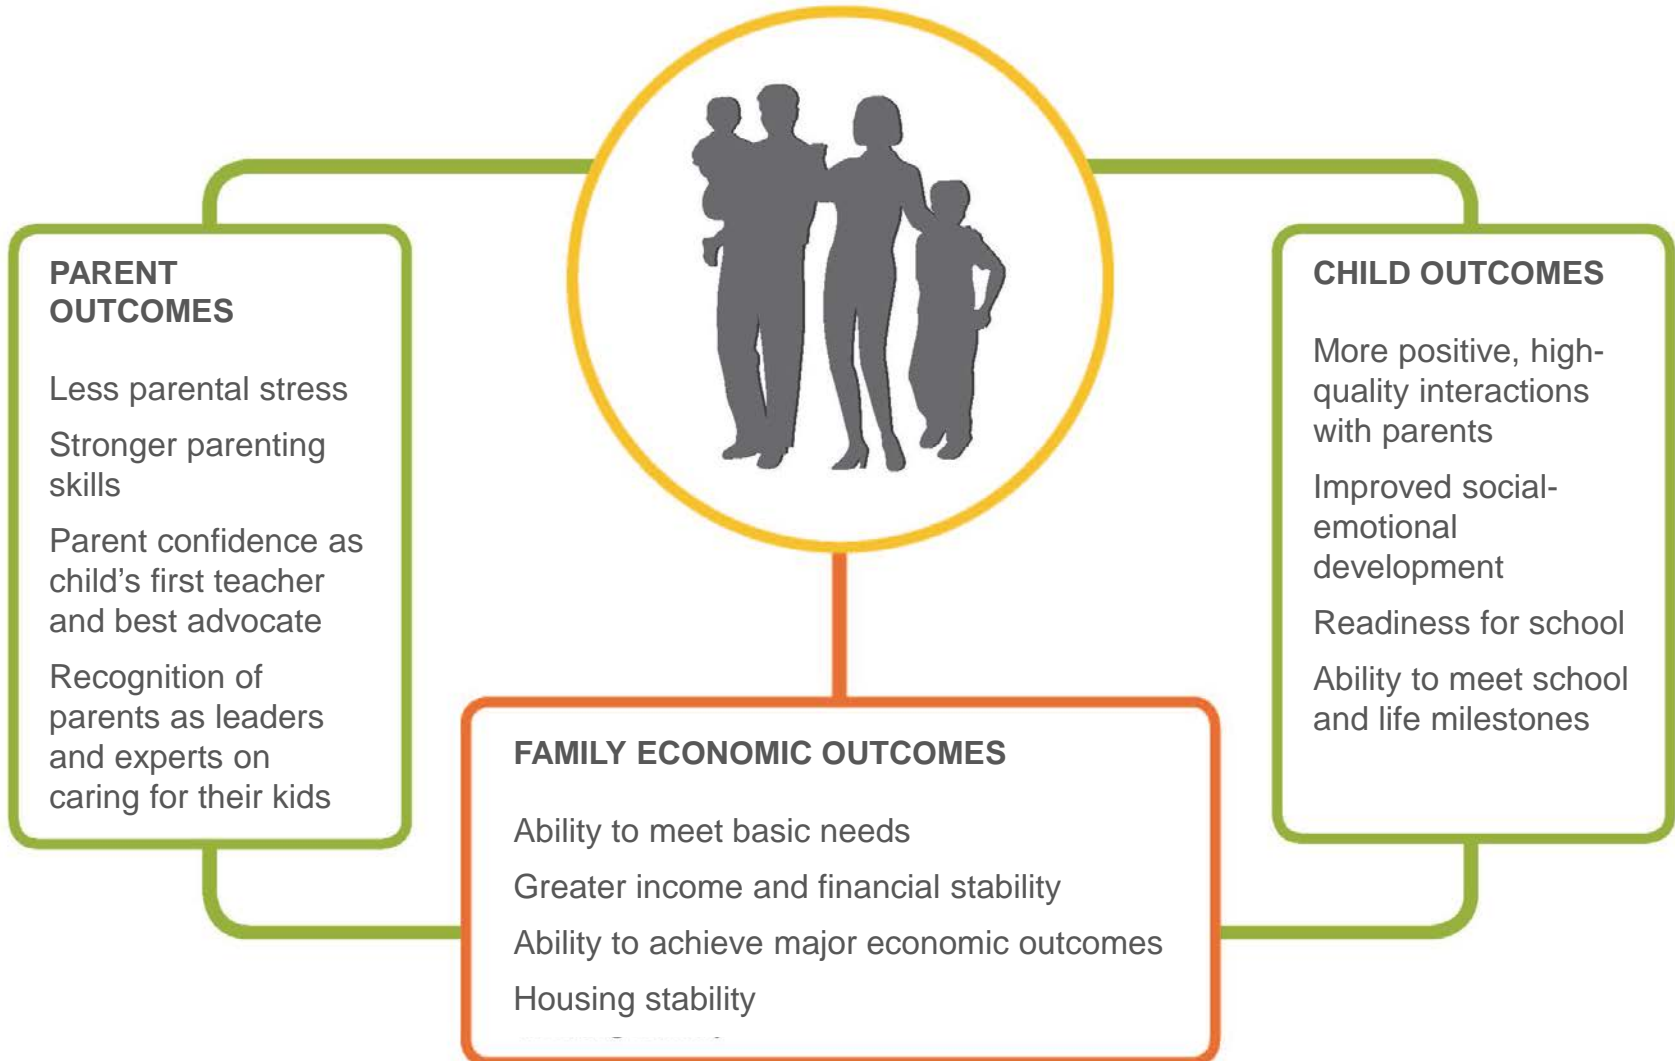 PARENT
OUTCOMES
Less parental stress
Stronger parenting
skills
Parent confidence as
child’s first teacher
and best advocate
Recognition of
parents as leaders
and experts on
caring for their kids
CHILD OUTCOMES
More positive, high-
quality interactions
with parents
Improved social-
emotional
development
Readiness for school
Ability to meet school
and life milestones
FAMILY ECONOMIC OUTCOMES
Ability to meet basic needs
Greater income and financial stability
Ability to achieve major economic outcomes
Housing stability